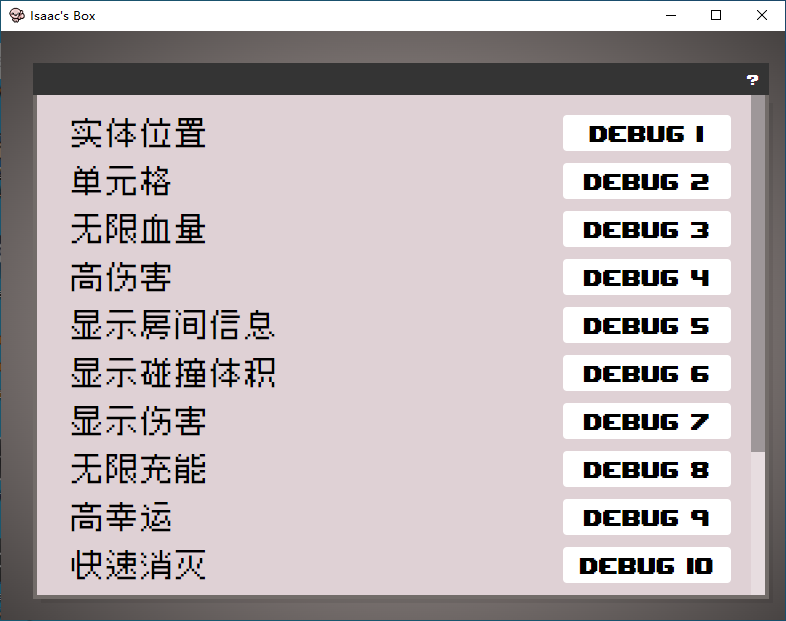 Isaac's Box
?
实体位置 DEBUG 1
单元格 DEBUG 2
无限血量 DEBUG 3
高伤害 DEBUG 4
显示房间信息 DEBUG 5
显示碰撞体积 DEBUG 6
显示伤害 DEBUG 7
无限充能 DEBUG 8
高幸运 DEBUG 9
快速消灭 DEBUG 10